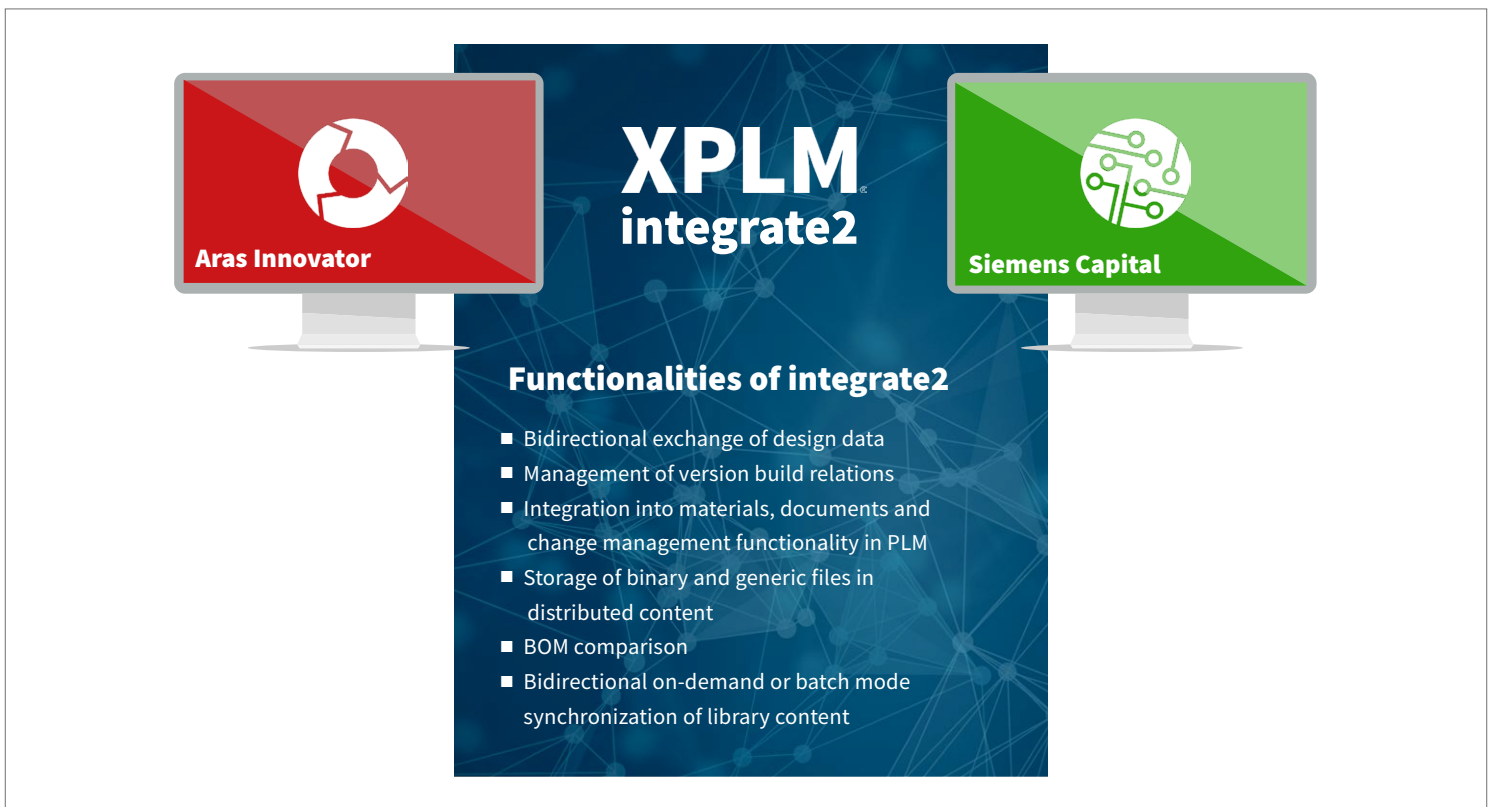 XPLM
integrate2
Aras Innovator
Siemens Capital
Functionalities of integrate2
■ Bidirectional exchange of design data
■ Management of version build relations
■ Integration into materials, documents and
change management functionality in PLM
■ Storage of binary and generic files in
distributed content
■ BOM comparison
■ Bidirectional on-demand or batch mode
synchronization of library content